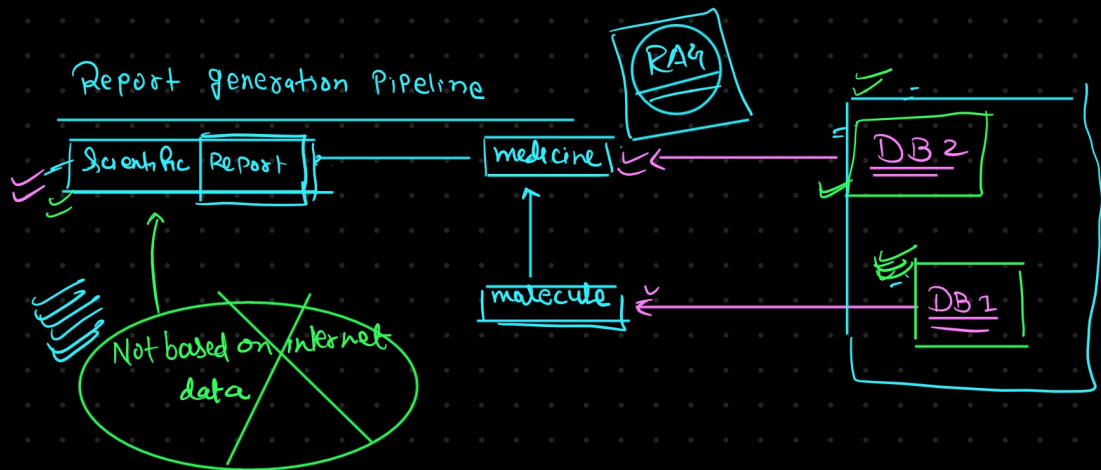 RAG
Report generation Pipeline
Scientific Report
medicine
DB2
molecule
DB1
Not based on internet
data